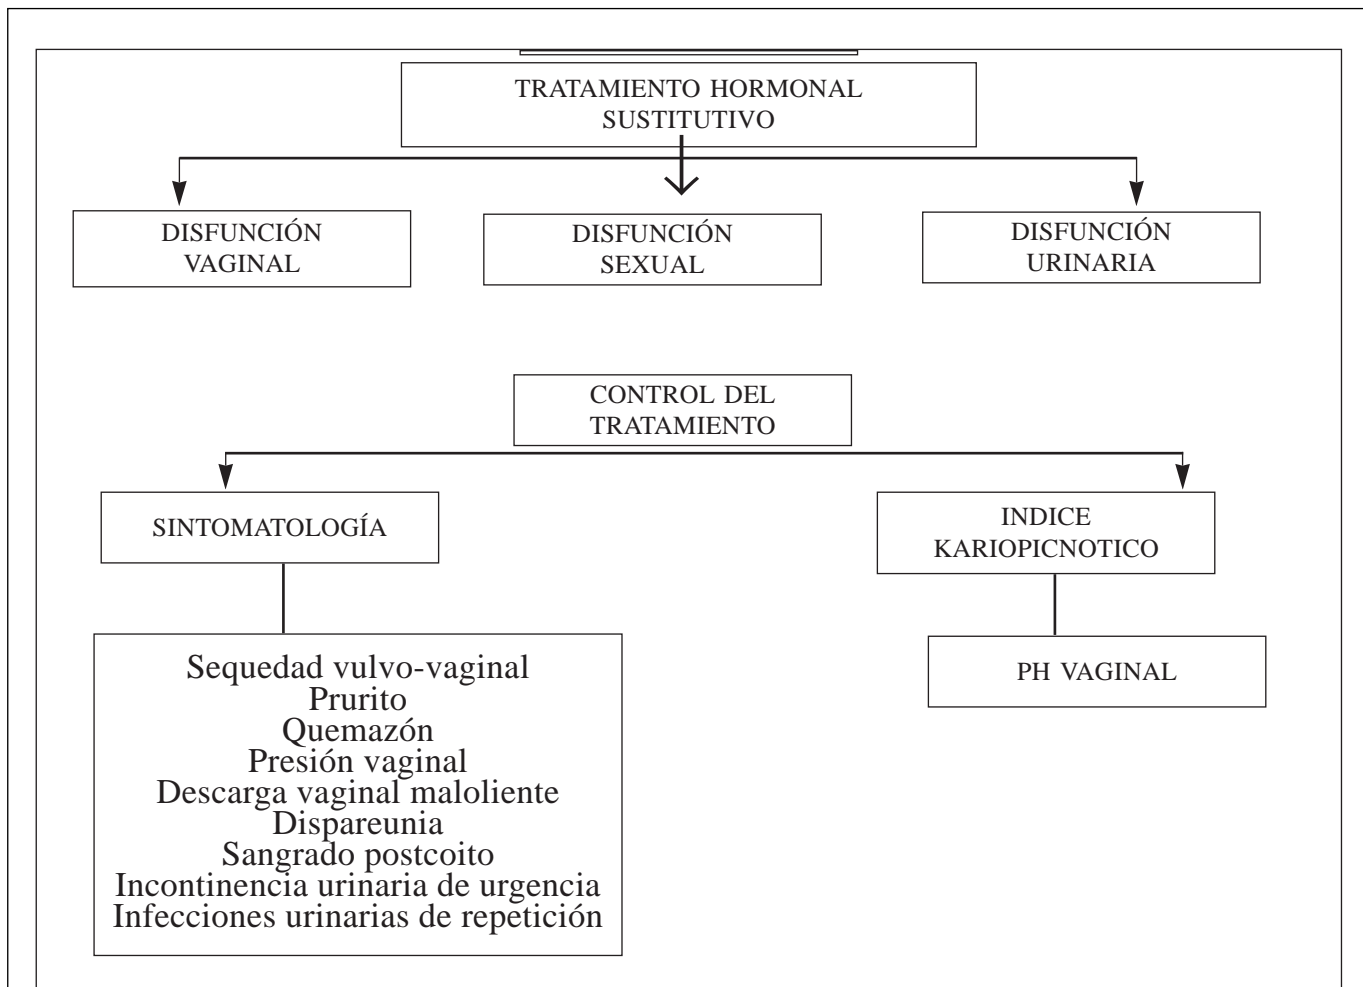 TRATAMIENTO HORMONAL
SUSTITUTIVO
DISFUNCIÓN
VAGINAL
DISFUNCIÓN
SEXUAL
DISFUNCIÓN
URINARIA
CONTROL DEL
TRATAMIENTO
SINTOMATOLOGÍA
INDICE
KARIOPICNOTICO
Sequedad vulvo-vaginal
Prurito
Quemazón
Presión vaginal
Descarga vaginal maloliente
Dispareunia
Sangrado postcoito
Incontinencia urinaria de urgencia
Infecciones urinarias de repetición
PH VAGINAL